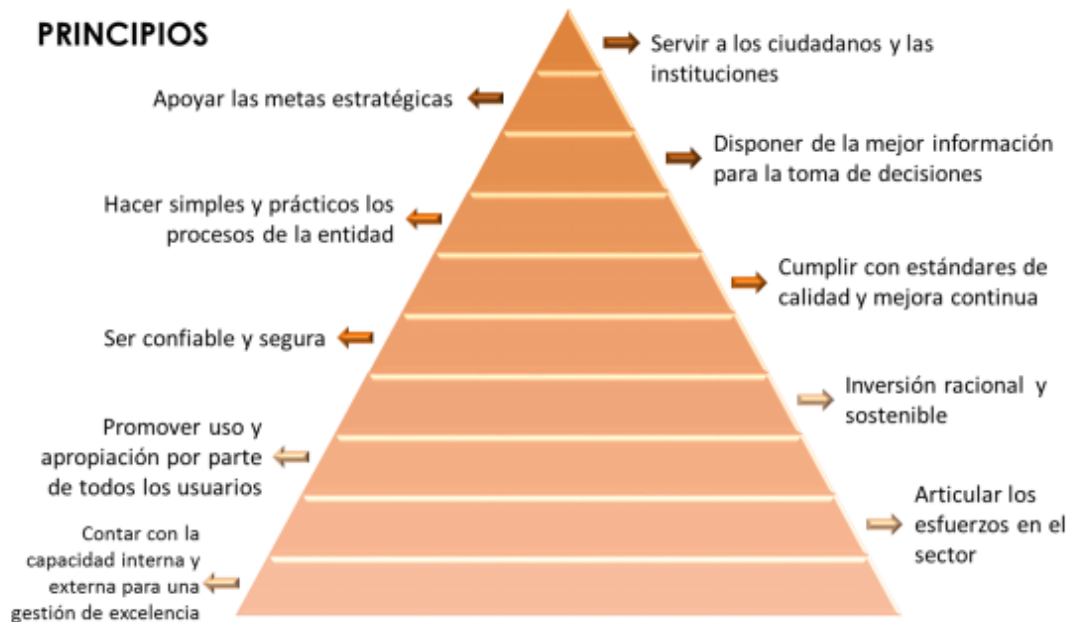 PRINCIPIOS
Servir a los ciudadanos y las
instituciones
Apoyar las metas estratégicas
Disponer de la mejor información
para la toma de decisiones
Hacer simples y prácticos los
procesos de la entidad
Cumplir con estándares de
calidad y mejora continua
Ser confiable y segura
Inversión racional y
sostenible
Promover uso y
apropiación por parte
de todos los usuarios
Articular los
esfuerzos en el
sector
Contar con la
capacidad interna y
externa para una
gestión de excelencia